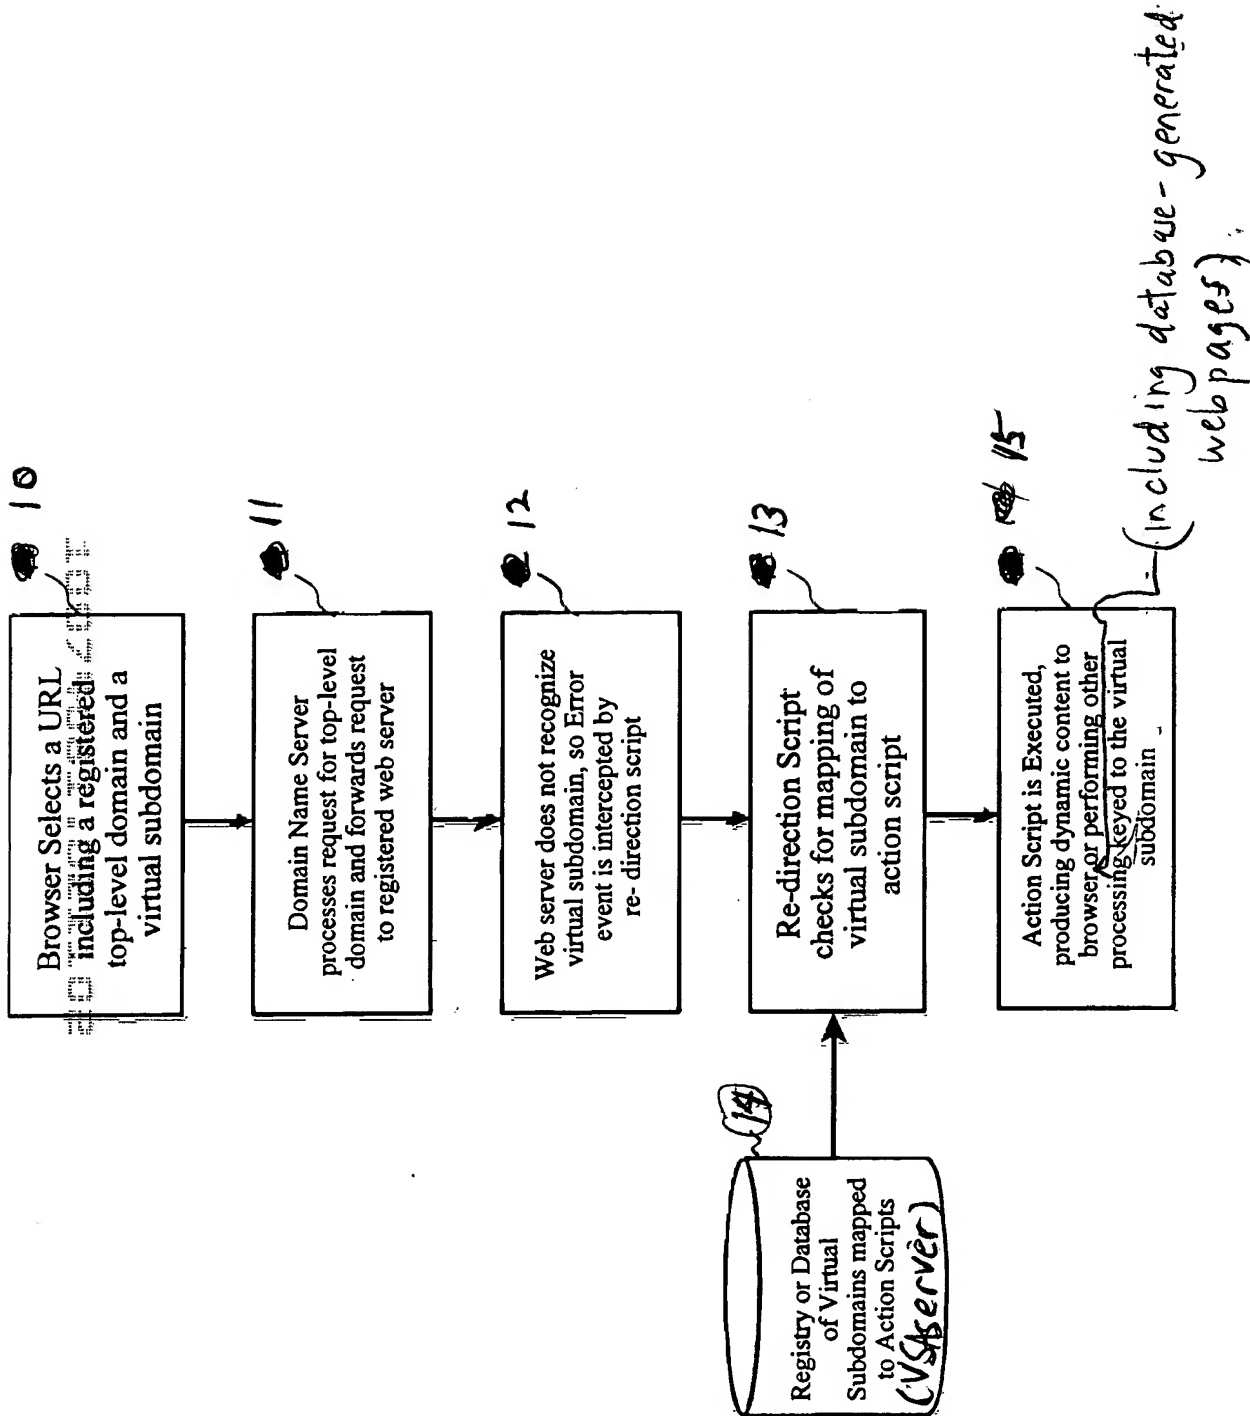 10
Browser Selects a URL
including a registered
top-level domain and a
virtual subdomain
11
Domain Name Server
processes request for top-level
domain and forwards request
to registered web server
12
Web server does not recognize
virtual subdomain, so Error
event is intercepted by
re- direction script
13
Re-direction Script
checks for mapping of
virtual subdomain to
action script
14
Registry or Database
of Virtual
Subdomains mapped
to Action Scripts
15
Action Script is Executed,
producing dynamic content to
browser or performing other
processing keyed to the virtual
subdomain
(including database-generated
webpages)